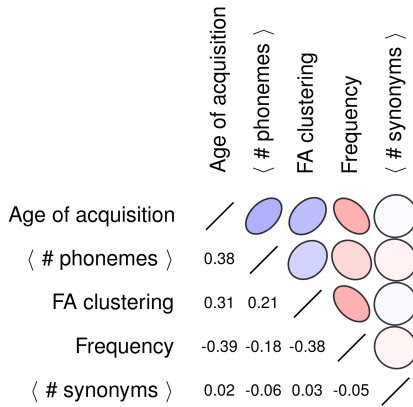 Age of acquisition
⟨ # phonemes ⟩
FA clustering
Frequency
⟨ # synonyms ⟩
Age of acquisition
⟨ # phonemes ⟩ 0.38
FA clustering 0.31 0.21
Frequency -0.39 -0.18 -0.38
⟨ # synonyms ⟩ 0.02 -0.06 0.03 -0.05